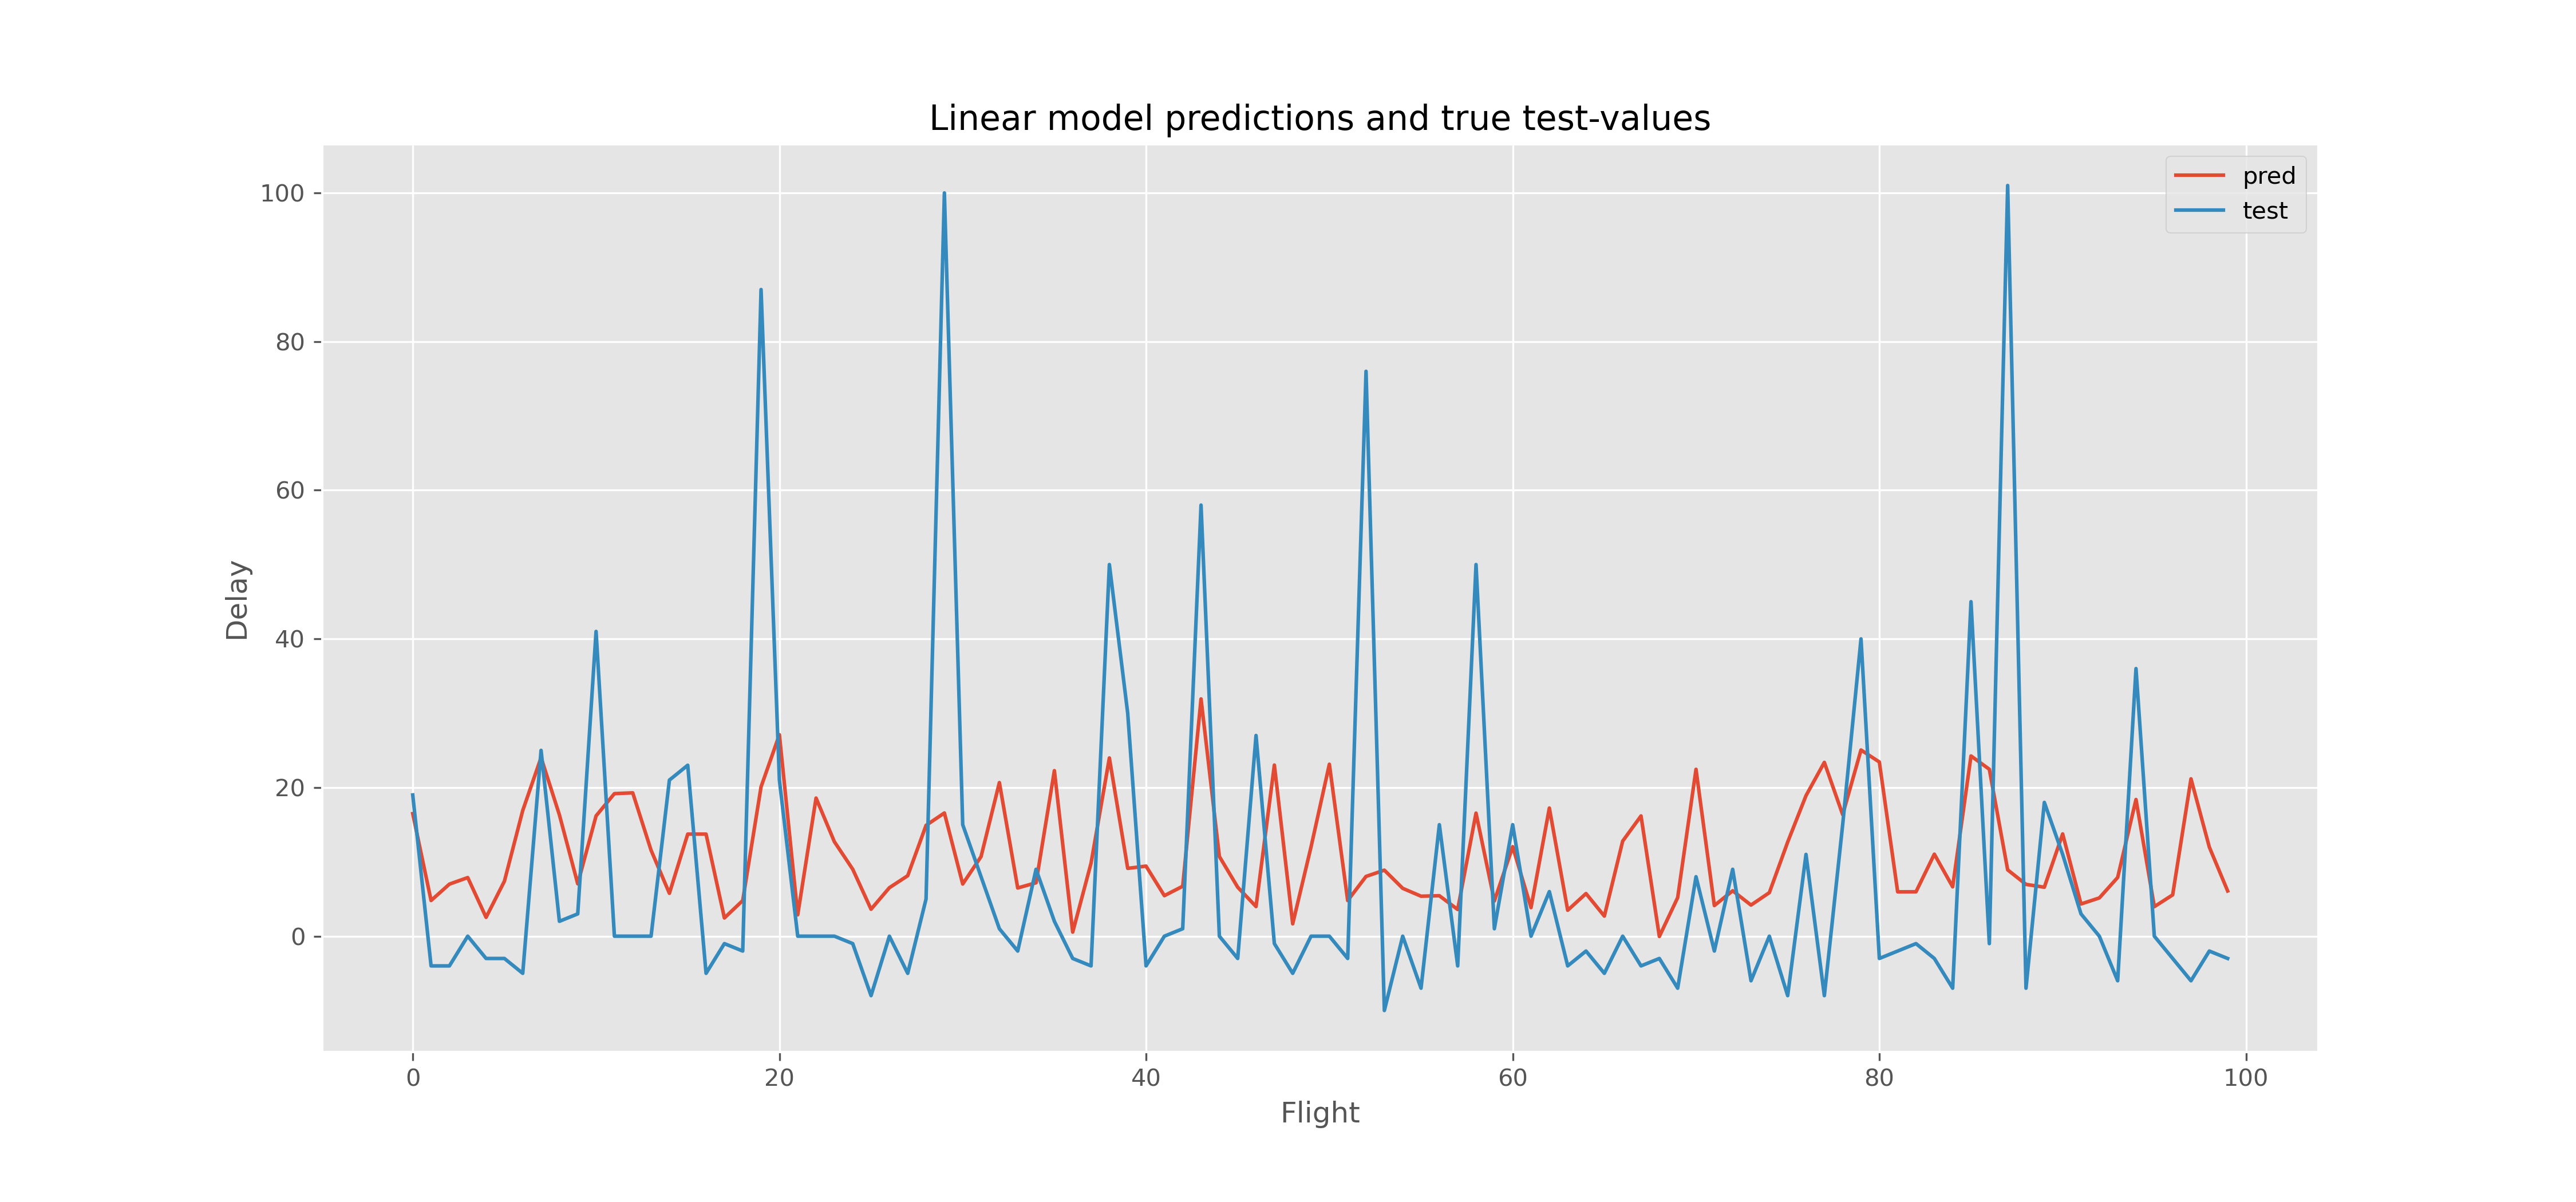 Linear model predictions and true test-values
pred
test
100
80
60
40
20
0
Delay
0 20 40 60 80 100
Flight